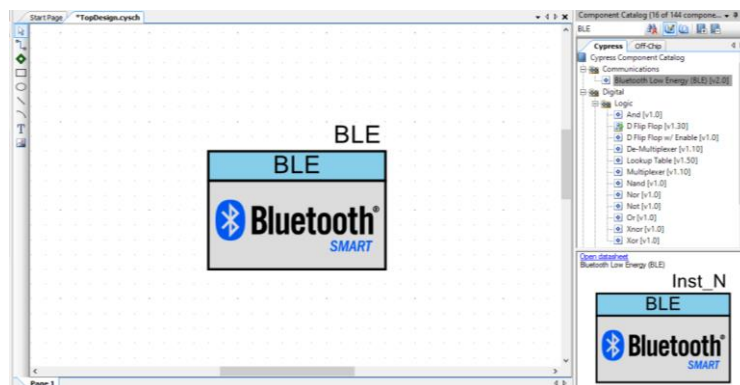 Start Page
*TopDesign.cysch
BLE
BLE
Bluetooth®
SMART
Page 1
Component Catalog (16 of 144 compone...
BLE
Cypress
Off-Chip
Cypress Component Catalog
Communications
Bluetooth Low Energy (BLE) [v2.0]
Digital
Logic
And [v1.0]
D Flip Flop [v1.30]
D Flip Flop w/ Enable [v1.0]
De-Multiplexer [v1.10]
Lookup Table [v1.50]
Multiplexer [v1.10]
Nand [v1.0]
Nor [v1.0]
Not [v1.0]
Or [v1.0]
Xnor [v1.0]
Xor [v1.0]
Open datasheet
Bluetooth Low Energy (BLE)
Inst_N
BLE
Bluetooth®
SMART